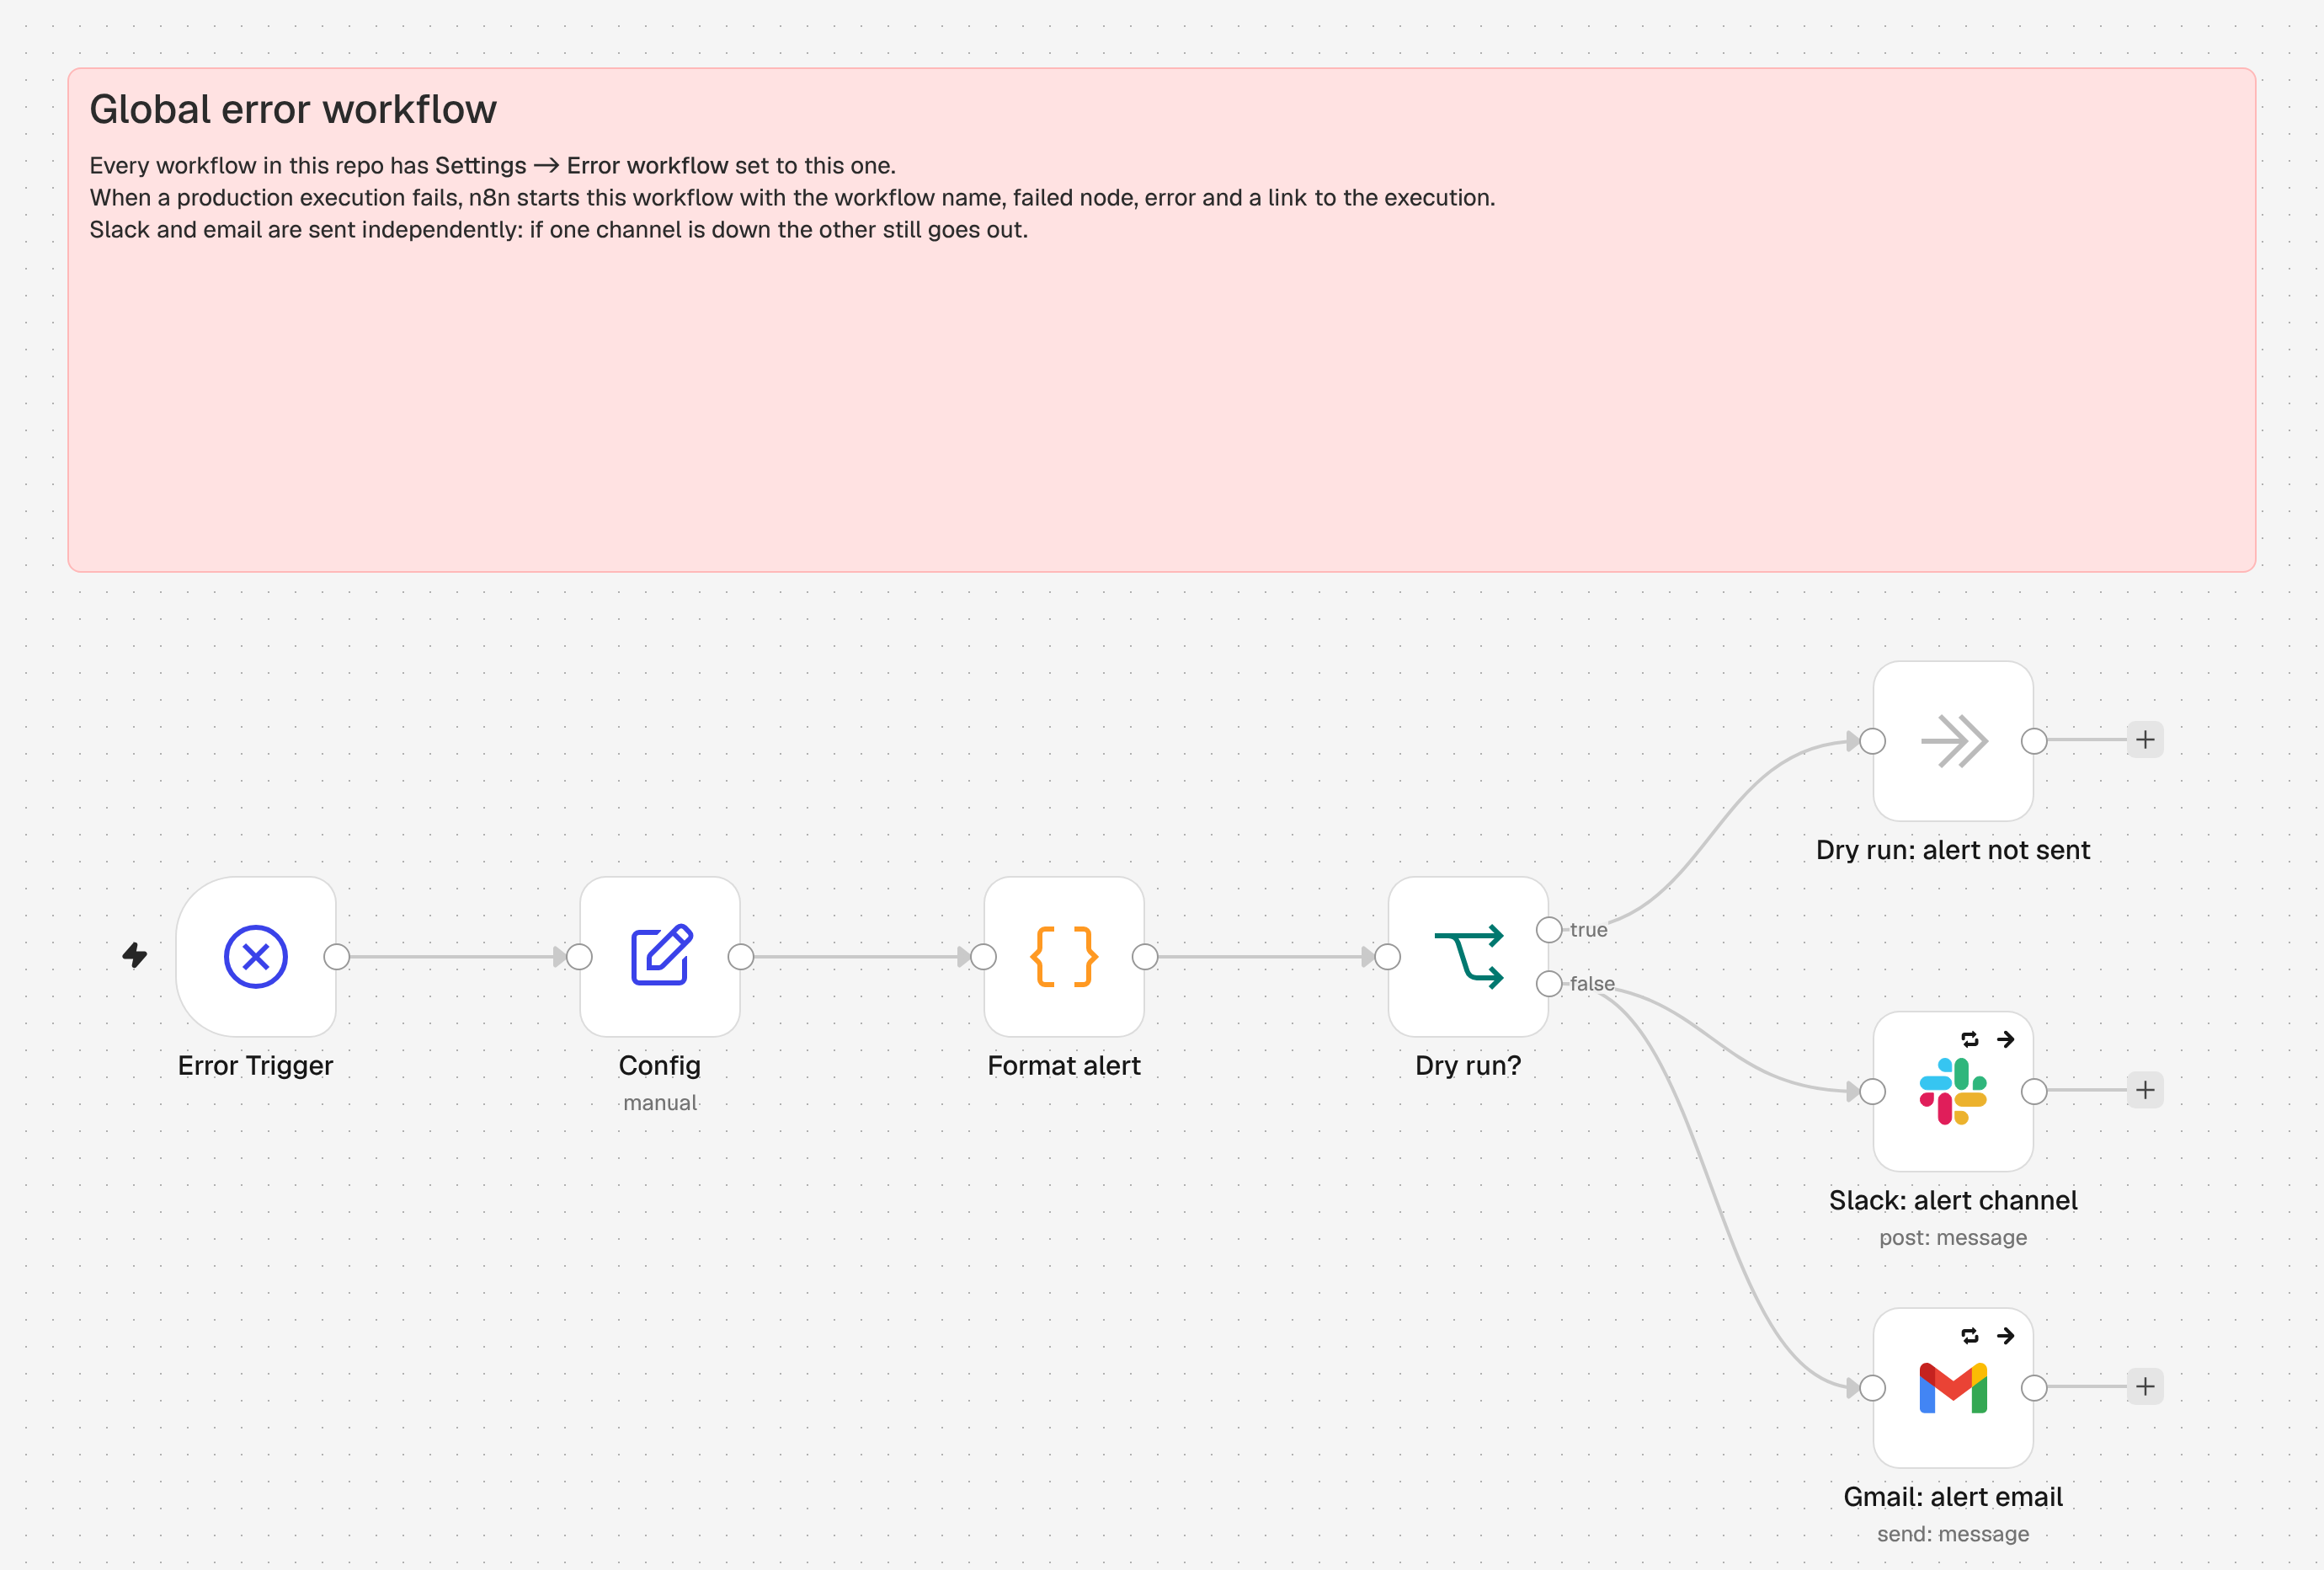 Global error workflow
Every workflow in this repo has Settings → Error workflow set to this one.
When a production execution fails, n8n starts this workflow with the workflow name, failed node, error and a link to the execution.
Slack and email are sent independently: if one channel is down the other still goes out.
Dry run: alert not sent
true
false
Error Trigger
Config
manual
Format alert
Dry run?
Slack: alert channel
post: message
Gmail: alert email
send: message